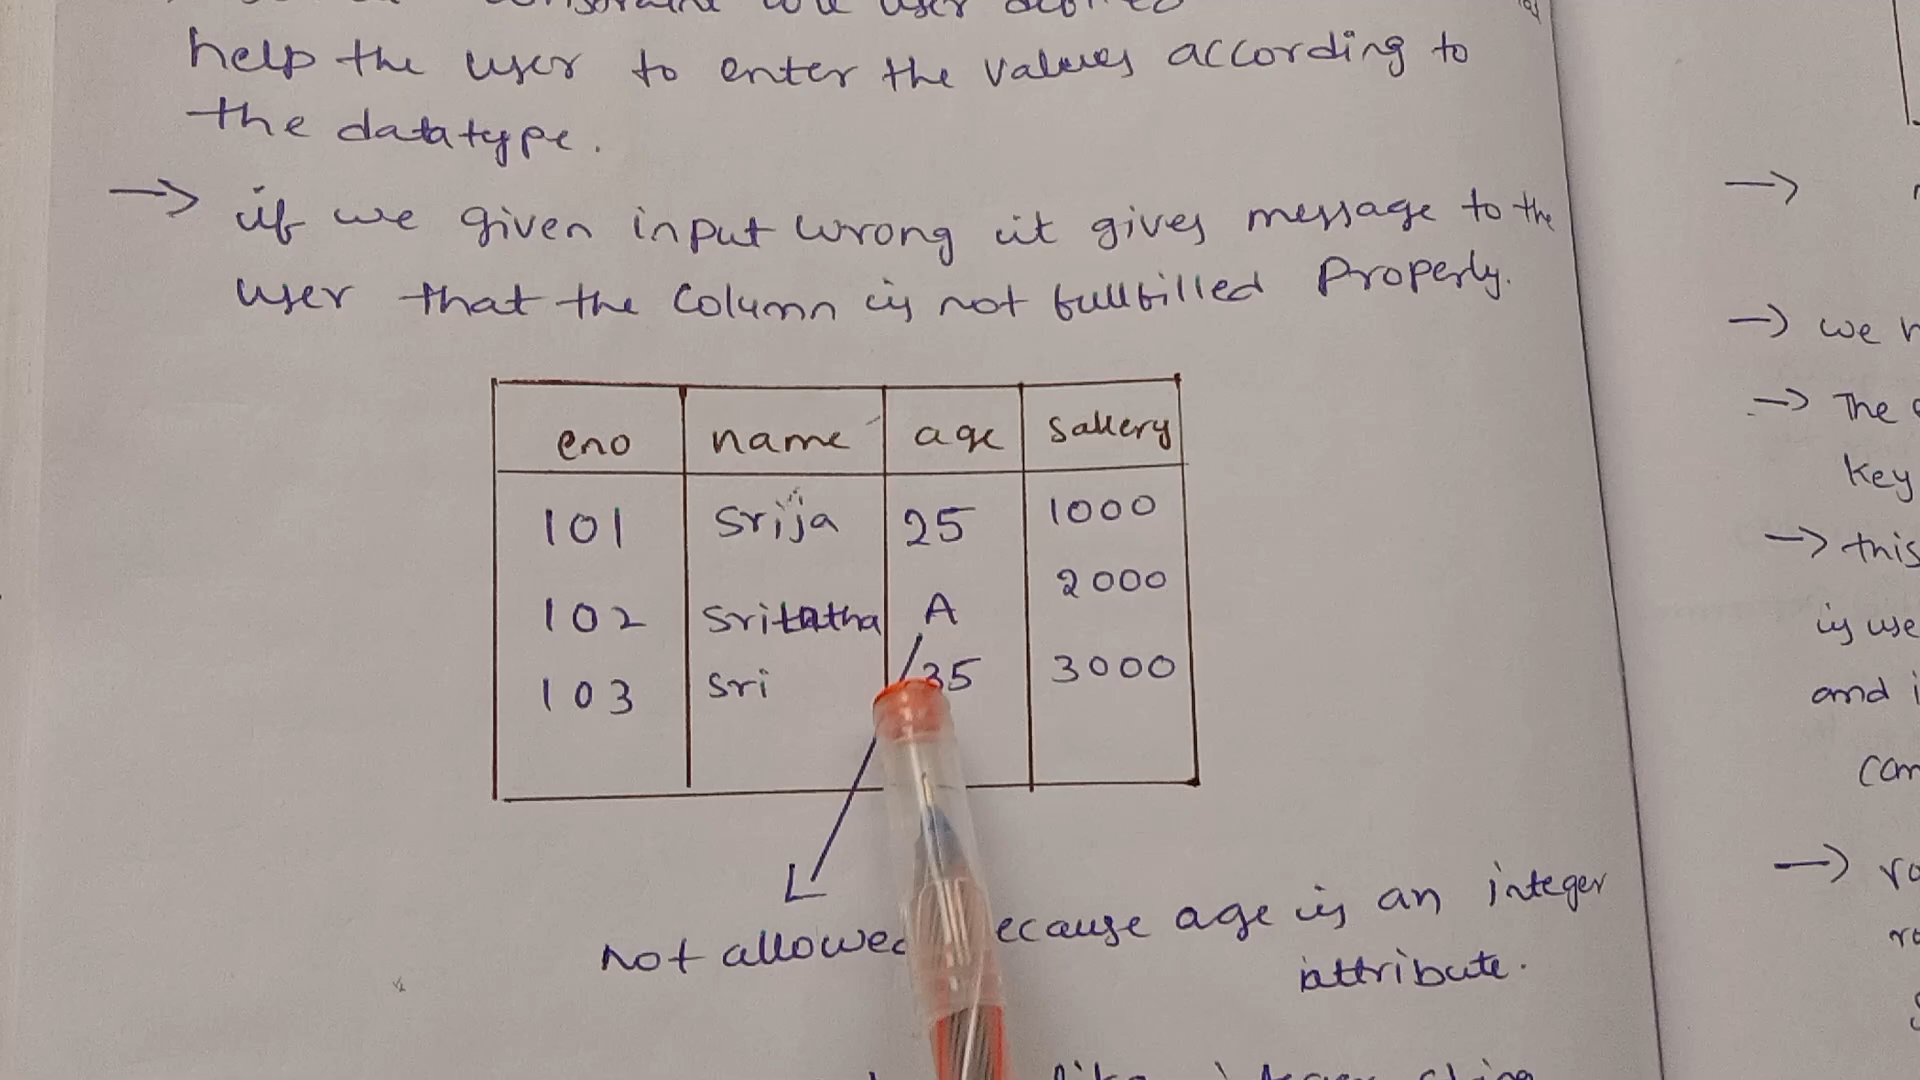 help the user to enter the values according to
the datatype.
→ if we given input wrong it gives message to the
user that the column is not fullfilled properly.
eno name age sallery
101 Srija 25 1000
102 A 2000
103 Sri 35 3000
not allowed because age is an integer
attribute.
→
→ we
→ The
key
→ this
is use
and
→